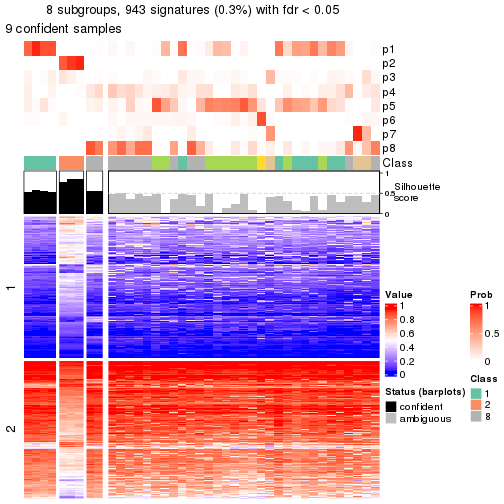 8 subgroups, 943 signatures (0.3%) with fdr < 0.05
9 confident samples
p1
p2
p3
p4
p5
p6
p7
p8
Class
1
0.5
0
Silhouette
score
1
2
Value
1
0.8
0.6
0.4
0.2
0
Status (barplots)
confident
ambiguous
Prob
1
0.5
0
Class
1
2
8